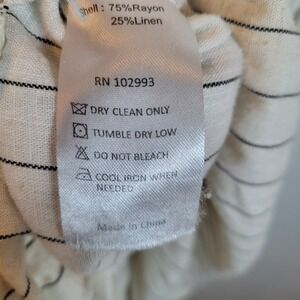 Shell : 75%Rayon
25%Linen
RN 102993
DRY CLEAN ONLY
TUMBLE DRY LOW
DO NOT BLEACH
COOL IRON WHEN
NEEDED
Made in China